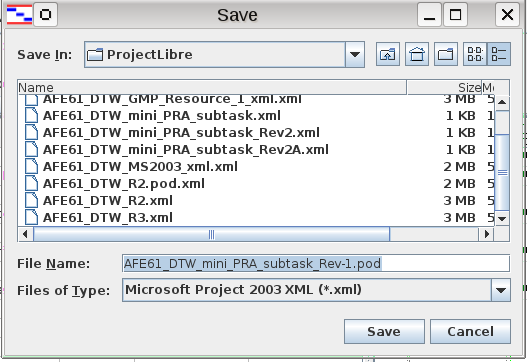 Save
Save In: ProjectLibre
Name Size Mo
AFE61_DTW_GMP_Resource_1_xml.xml 3 MB 5
AFE61_DTW_mini_PRA_subtask.xml 1 KB 1
AFE61_DTW_mini_PRA_subtask_Rev2.xml 1 KB 1
AFE61_DTW_mini_PRA_subtask_Rev2A.xml 1 KB 1
AFE61_DTW_MS2003_xml.xml 2 MB 5
AFE61_DTW_R2.pod.xml 2 MB 5
AFE61_DTW_R2.xml 3 MB 5
AFE61_DTW_R3.xml 3 MB 5
File Name: AFE61_DTW_mini_PRA_subtask_Rev-1.pod
Files of Type: Microsoft Project 2003 XML (*.xml)
Save Cancel